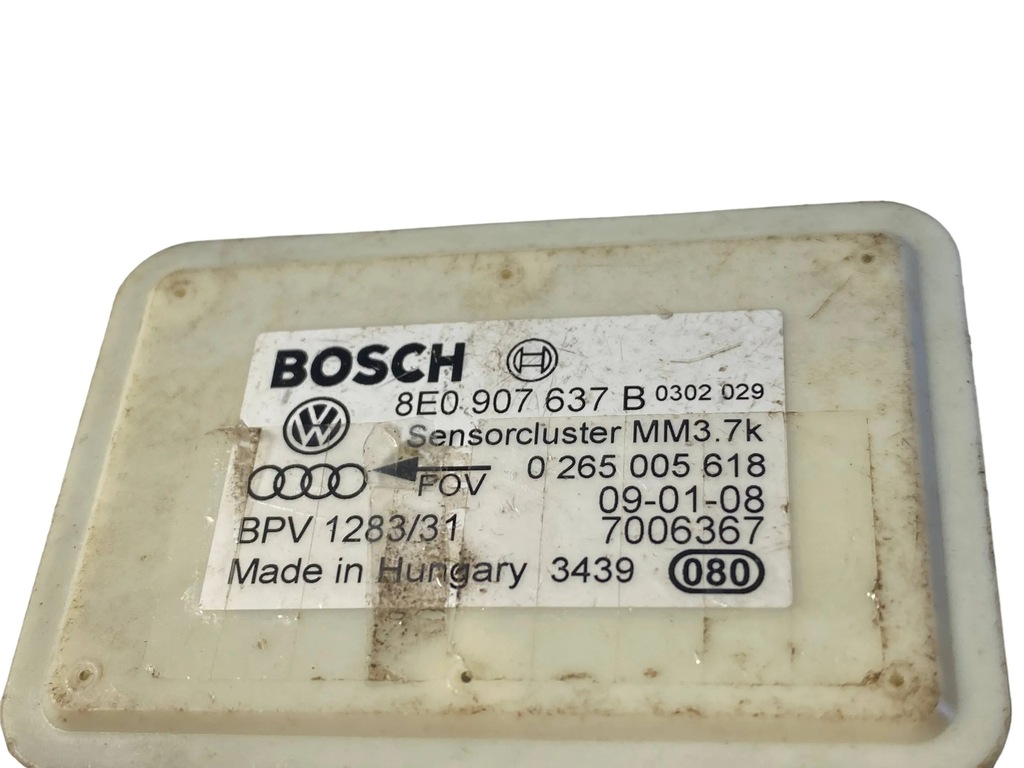 BOSCH
8E0 907 637 B 0302 029
Sensorcluster MM3.7k
FOV 0 265 005 618
09-01-08
BPV 1283/31 7006367
Made in Hungary 3439 080